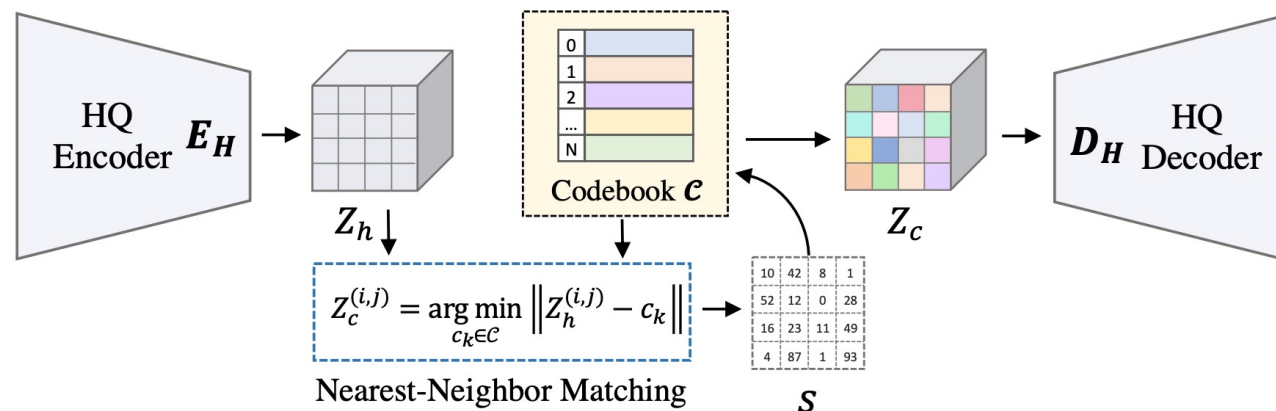 HQ
Encoder E_H
Z_h
0
1
2
...
N
Codebook C
Z_c
D_H HQ
Decoder
Z_c^{(i,j)} = arg min_{c_k∈C} ‖Z_h^{(i,j)} − c_k‖
Nearest-Neighbor Matching
10 42 8 1
52 12 0 28
16 23 11 49
4 87 1 93
s